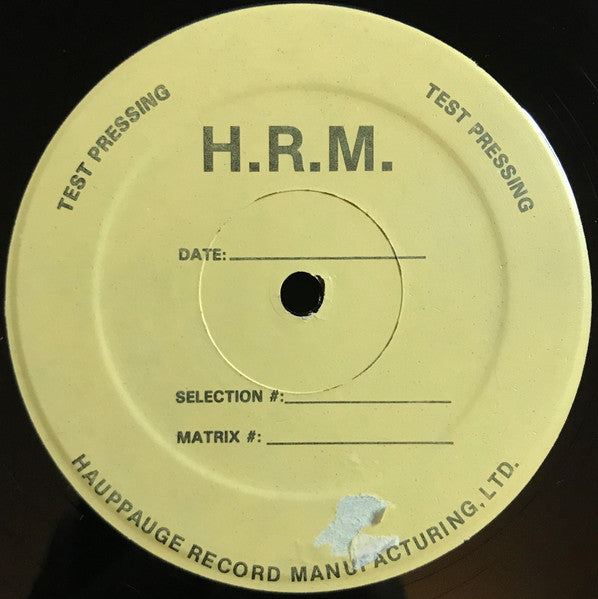 TEST PRESSING
TEST PRESSING
H.R.M.
DATE:
SELECTION #:
MATRIX #:
HAUPPAUGE RECORD MANUFACTURING, LTD.